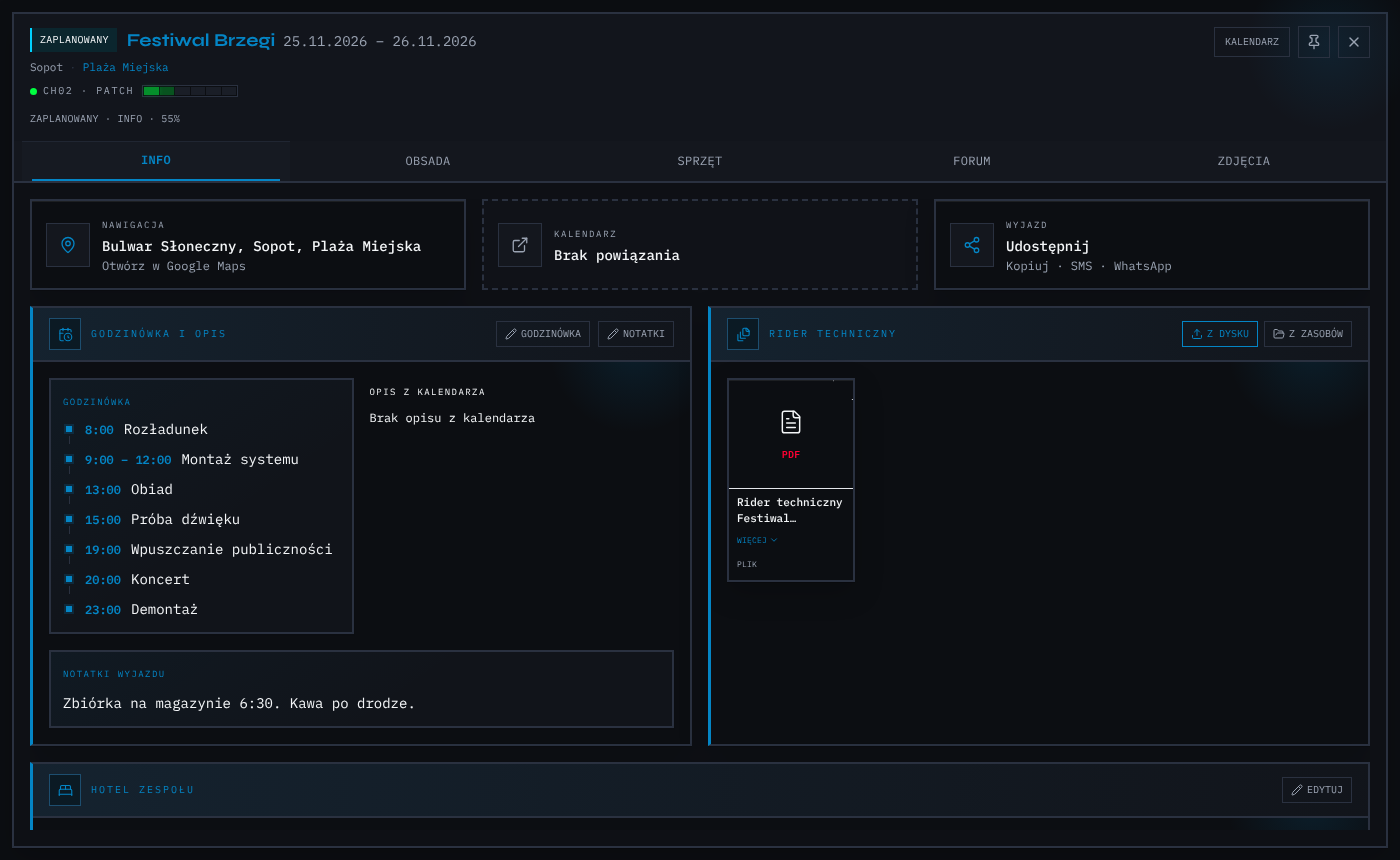 ZAPLANOWANY Festiwal Brzegi 25.11.2026 – 26.11.2026
KALENDARZ
Sopot · Plaża Miejska
CH02 · PATCH
ZAPLANOWANY · INFO · 55%
INFO OBSADA SPRZĘT FORUM ZDJĘCIA
NAWIGACJA
Bulwar Słoneczny, Sopot, Plaża Miejska
Otwórz w Google Maps
KALENDARZ
Brak powiązania
WYJAZD
Udostępnij
Kopiuj · SMS · WhatsApp
GODZINÓWKA I OPIS
GODZINÓWKA
NOTATKI
GODZINÓWKA
8:00 Rozładunek
9:00 – 12:00 Montaż systemu
13:00 Obiad
15:00 Próba dźwięku
19:00 Wpuszczanie publiczności
20:00 Koncert
23:00 Demontaż
OPIS Z KALENDARZA
Brak opisu z kalendarza
NOTATKI WYJAZDU
Zbiórka na magazynie 6:30. Kawa po drodze.
RIDER TECHNICZNY
Z DYSKU
Z ZASOBÓW
PDF
Rider techniczny
Festiwal…
WIĘCEJ
PLIK
HOTEL ZESPOŁU
EDYTUJ